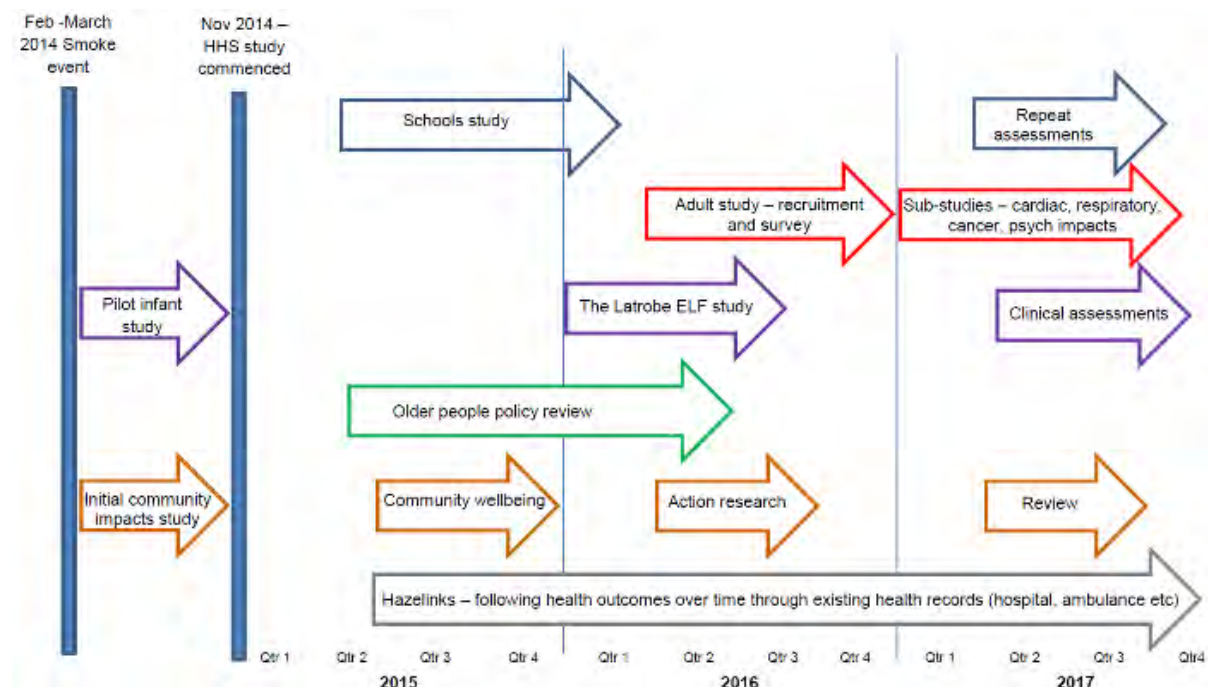 Feb -March
2014 Smoke
event
Nov 2014 –
HHS study
commenced
Schools study
Repeat
assessments
Adult study – recruitment
and survey
Sub-studies – cardiac, respiratory,
cancer, psych impacts
Pilot infant
study
The Latrobe ELF study
Clinical assessments
Older people policy review
Initial community
impacts study
Community wellbeing
Action research
Review
Hazelinks – following health outcomes over time through existing health records (hospital, ambulance etc)
Qtr 1 Qtr 2 Qtr 3 Qtr 4 Qtr 1 Qtr 2 Qtr 3 Qtr 4 Qtr 1 Qtr 2 Qtr 3 Qtr4
2015 2016 2017